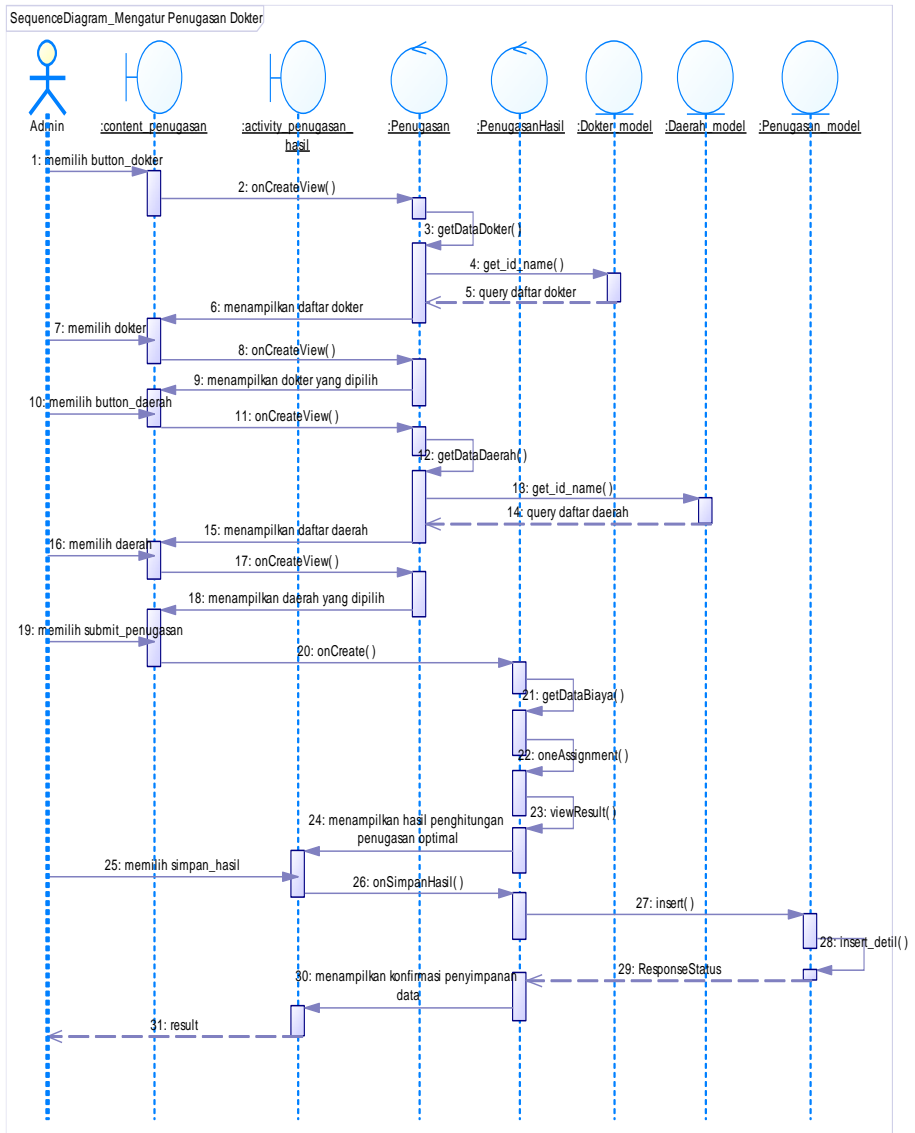 SequenceDiagram_Mengatur Penugasan Dokter
Admin
:content_penugasan
:activity_penugasan_
hasil
:Penugasan
:PenugasanHasil
:Dokter_model
:Daerah_model
:Penugasan_model
1: memilih button_dokter
2: onCreateView( )
3: getDataDokter( )
4: get_id_name( )
5: query daftar dokter
6: menampilkan daftar dokter
7: memilih dokter
8: onCreateView( )
9: menampilkan dokter yang dipilih
10: memilih button_daerah
11: onCreateView( )
12: getDataDaerah( )
13: get_id_name( )
14: query daftar daerah
15: menampilkan daftar daerah
16: memilih daerah
17: onCreateView( )
18: menampilkan daerah yang dipilih
19: memilih submit_penugasan
20: onCreate( )
21: getDataBiaya( )
22: oneAssignment( )
23: viewResult( )
24: menampilkan hasil penghitungan
penugasan optimal
25: memilih simpan_hasil
26: onSimpanHasil( )
27: insert( )
28: insert_detil( )
29: ResponseStatus
30: menampilkan konfirmasi penyimpanan
data
31: result